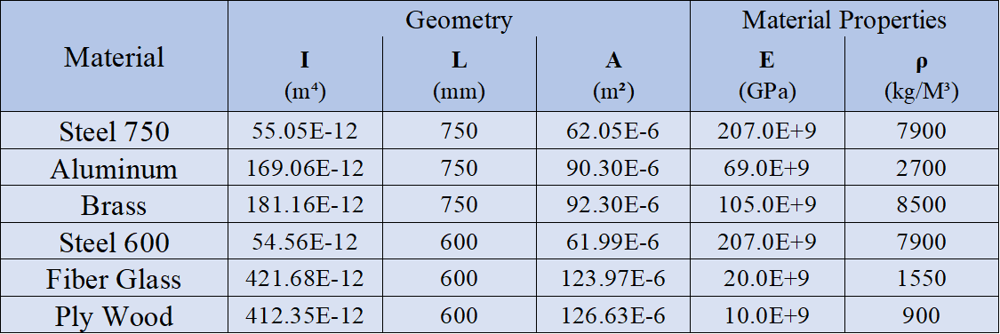 Material Geometry Material Properties
I L A E ρ
(m⁴) (mm) (m²) (GPa) (kg/M³)
Steel 750 55.05E-12 750 62.05E-6 207.0E+9 7900
Aluminum 169.06E-12 750 90.30E-6 69.0E+9 2700
Brass 181.16E-12 750 92.30E-6 105.0E+9 8500
Steel 600 54.56E-12 600 61.99E-6 207.0E+9 7900
Fiber Glass 421.68E-12 600 123.97E-6 20.0E+9 1550
Ply Wood 412.35E-12 600 126.63E-6 10.0E+9 900